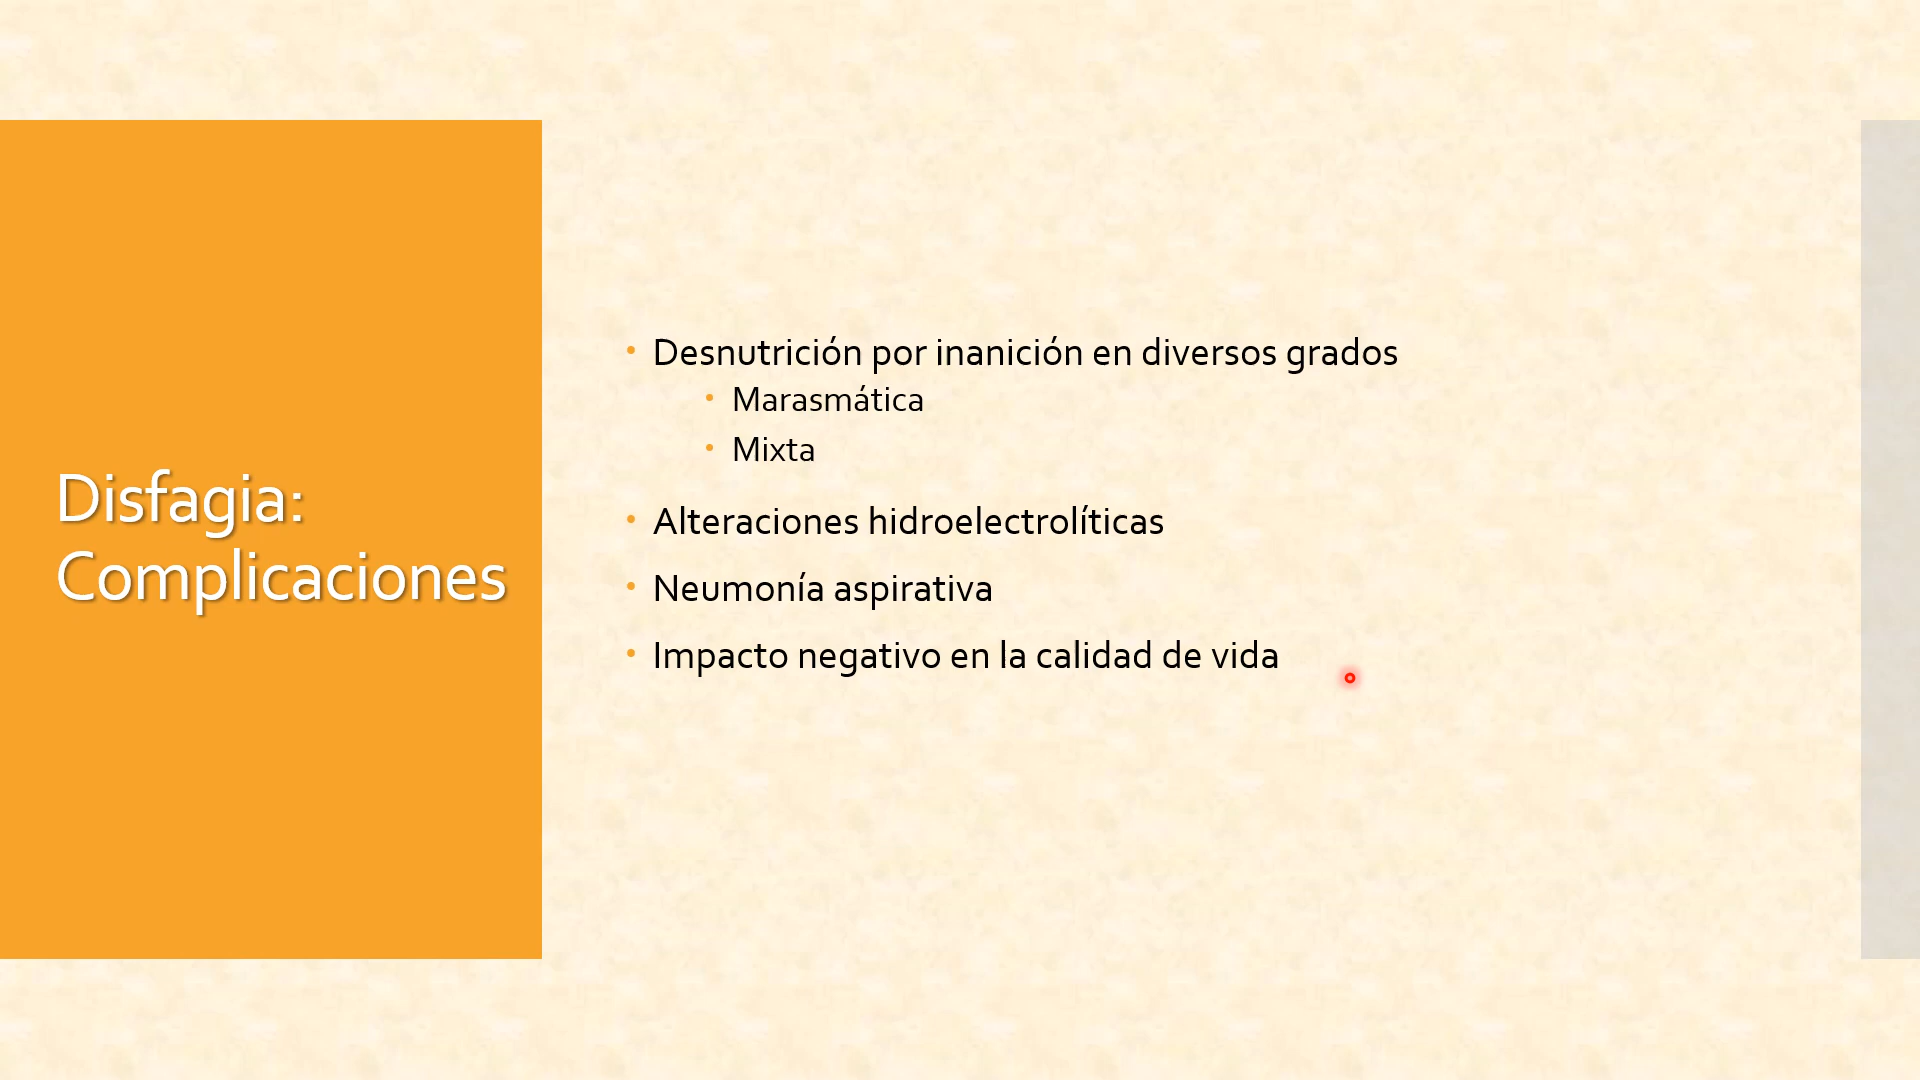 Disfagia:
Complicaciones
• Desnutrición por inanición en diversos grados
• Marasmática
• Mixta
• Alteraciones hidroelectrolíticas
• Neumonía aspirativa
• Impacto negativo en la calidad de vida